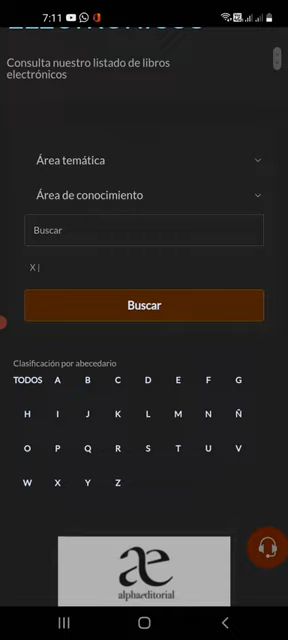 7:11
ELECTRÓNICOS
Consulta nuestro listado de libros
electrónicos
Área temática
Área de conocimiento
Buscar
X |
Buscar
Clasificación por abecedario
TODOS A B C D E F G
H I J K L M N Ñ
O P Q R S T U V
W X Y Z
æ
alphaeditorial